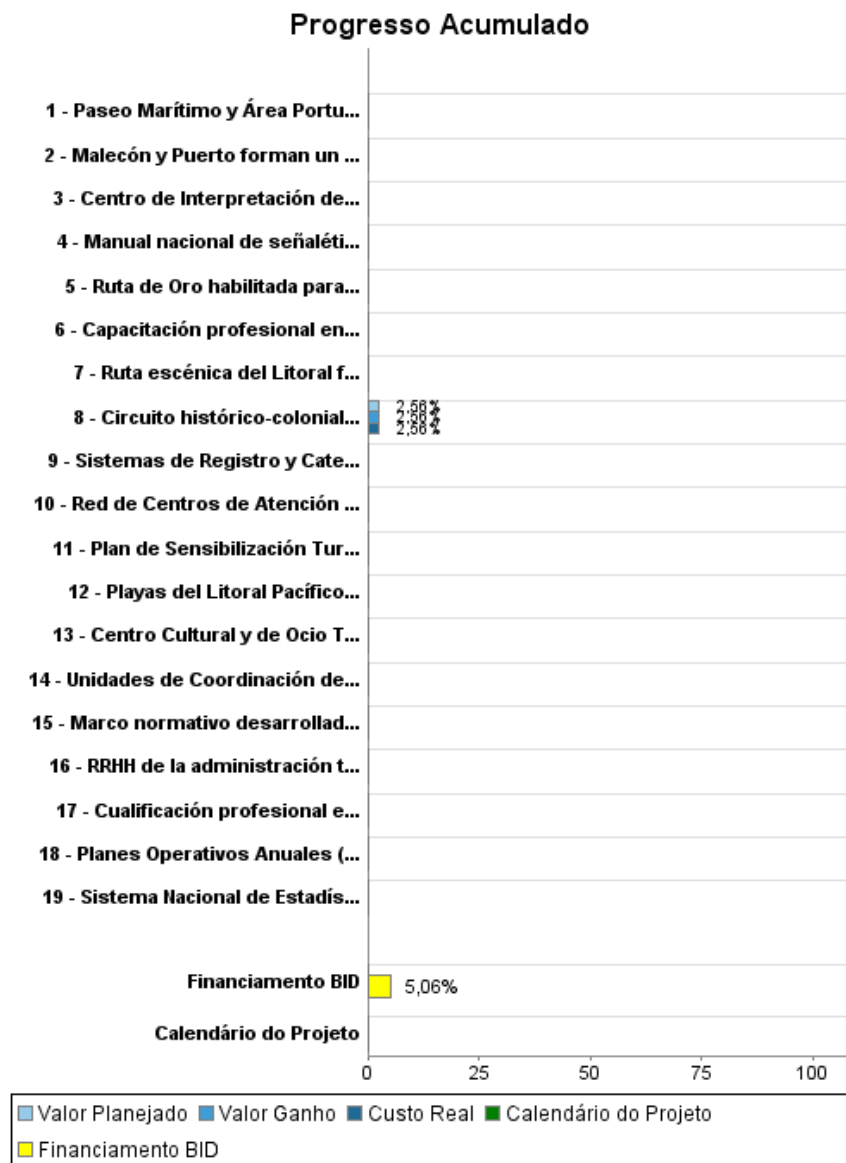 Progresso Acumulado
1 - Paseo Marítimo y Área Portu...
2 - Malecón y Puerto forman un ...
3 - Centro de Interpretación de...
4 - Manual nacional de señaléti...
5 - Ruta de Oro habilitada para...
6 - Capacitación profesional en...
7 - Ruta escénica del Litoral f...
8 - Circuito histórico-colonial...
2,56%
2,56%
2,56%
9 - Sistemas de Registro y Cate...
10 - Red de Centros de Atención ...
11 - Plan de Sensibilización Tur...
12 - Playas del Litoral Pacífico...
13 - Centro Cultural y de Ocio T...
14 - Unidades de Coordinación de...
15 - Marco normativo desarrollad...
16 - RRHH de la administración t...
17 - Cualificación profesional e...
18 - Planes Operativos Anuales (...
19 - Sistema Nacional de Estadís...
Financiamento BID 5,06%
Calendário do Projeto
0 25 50 75 100
Valor Planejado Valor Ganho Custo Real Calendário do Projeto
Financiamento BID